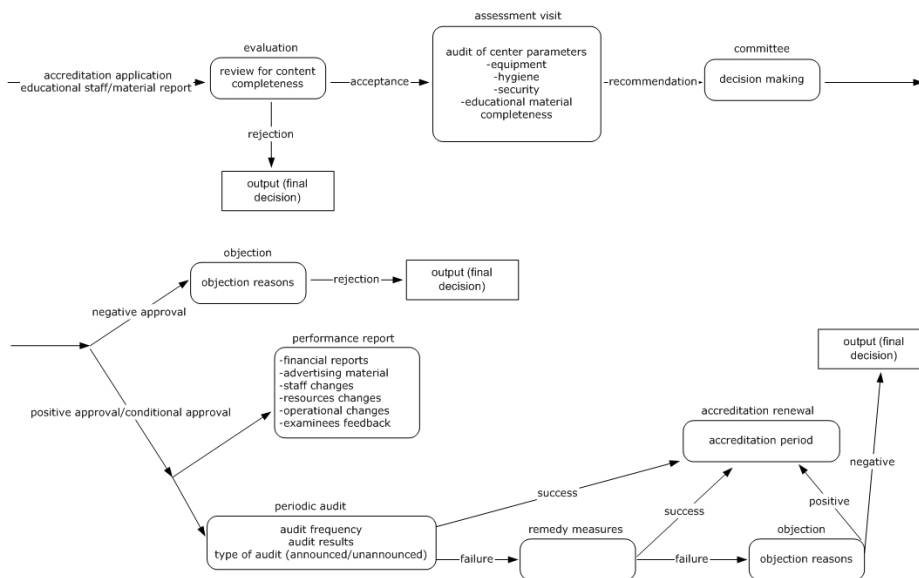 assessment visit
evaluation
committee
accreditation application
educational staff/material report
review for content
completeness
acceptance
audit of center parameters
-equipment
-hygiene
-security
-educational material
completeness
recommendation
decision making
rejection
output (final
decision)
objection
objection reasons
rejection
output (final
decision)
negative approval
performance report
-financial reports
-advertising material
-staff changes
-resources changes
-operational changes
-examinees feedback
output (final
decision)
positive approval/conditional approval
accreditation renewal
accreditation period
negative
success
positive
success
periodic audit
audit frequency
audit results
type of audit (announced/unannounced)
failure
remedy measures
failure
objection
objection reasons